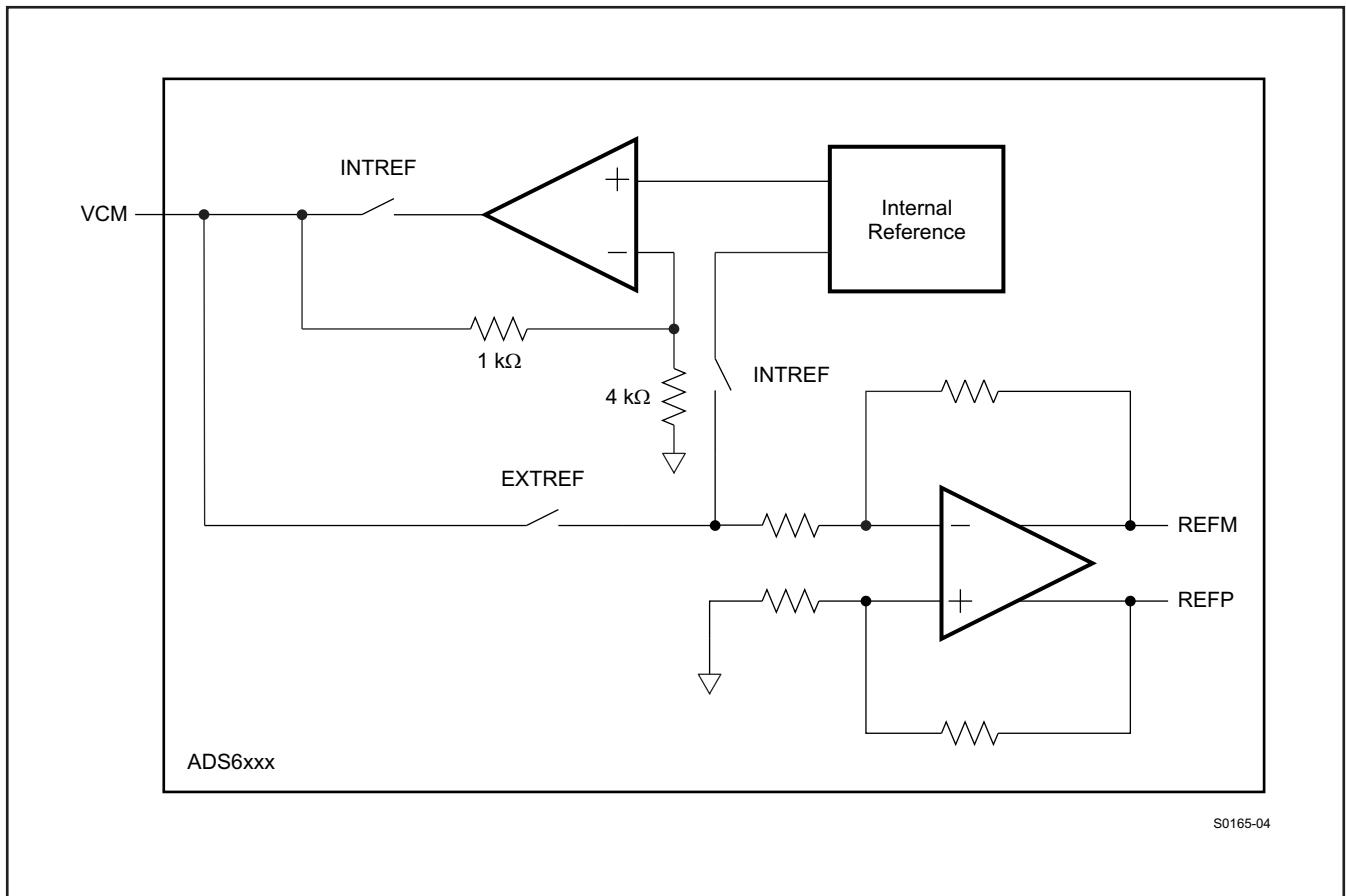 INTREF
VCM
+
−
Internal
Reference
1 kΩ
4 kΩ
INTREF
EXTREF
−
+
REFM
REFP
ADS6xxx
S0165-04